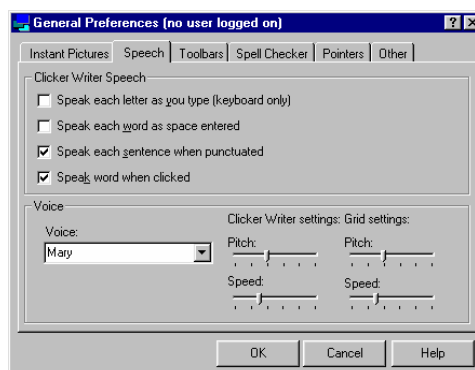 General Preferences (no user logged on)
Instant Pictures Speech Toolbars Spell Checker Pointers Other
Clicker Writer Speech
Speak each letter as you type (keyboard only)
Speak each word as space entered
Speak each sentence when punctuated
Speak word when clicked
Voice
Clicker Writer settings: Grid settings:
Voice: Pitch: Pitch:
Mary
Speed: Speed:
OK Cancel Help